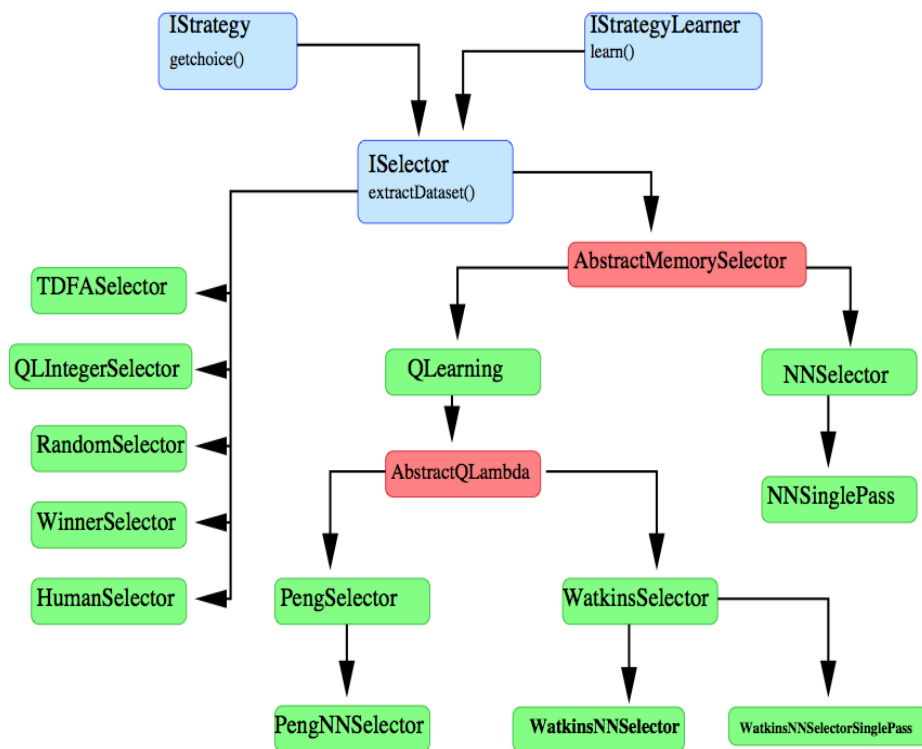 IStrategy
getchoice()
IStrategyLearner
learn()
ISelector
extractDataset()
AbstractMemorySelector
TDFASelector
QLIntegerSelector
RandomSelector
WinnerSelector
HumanSelector
QLearning
NNSelector
AbstractQLambda
NNSinglePass
PengSelector
WatkinsSelector
PengNNSelector
WatkinsNNSelector
WatkinsNNSelectorSinglePass